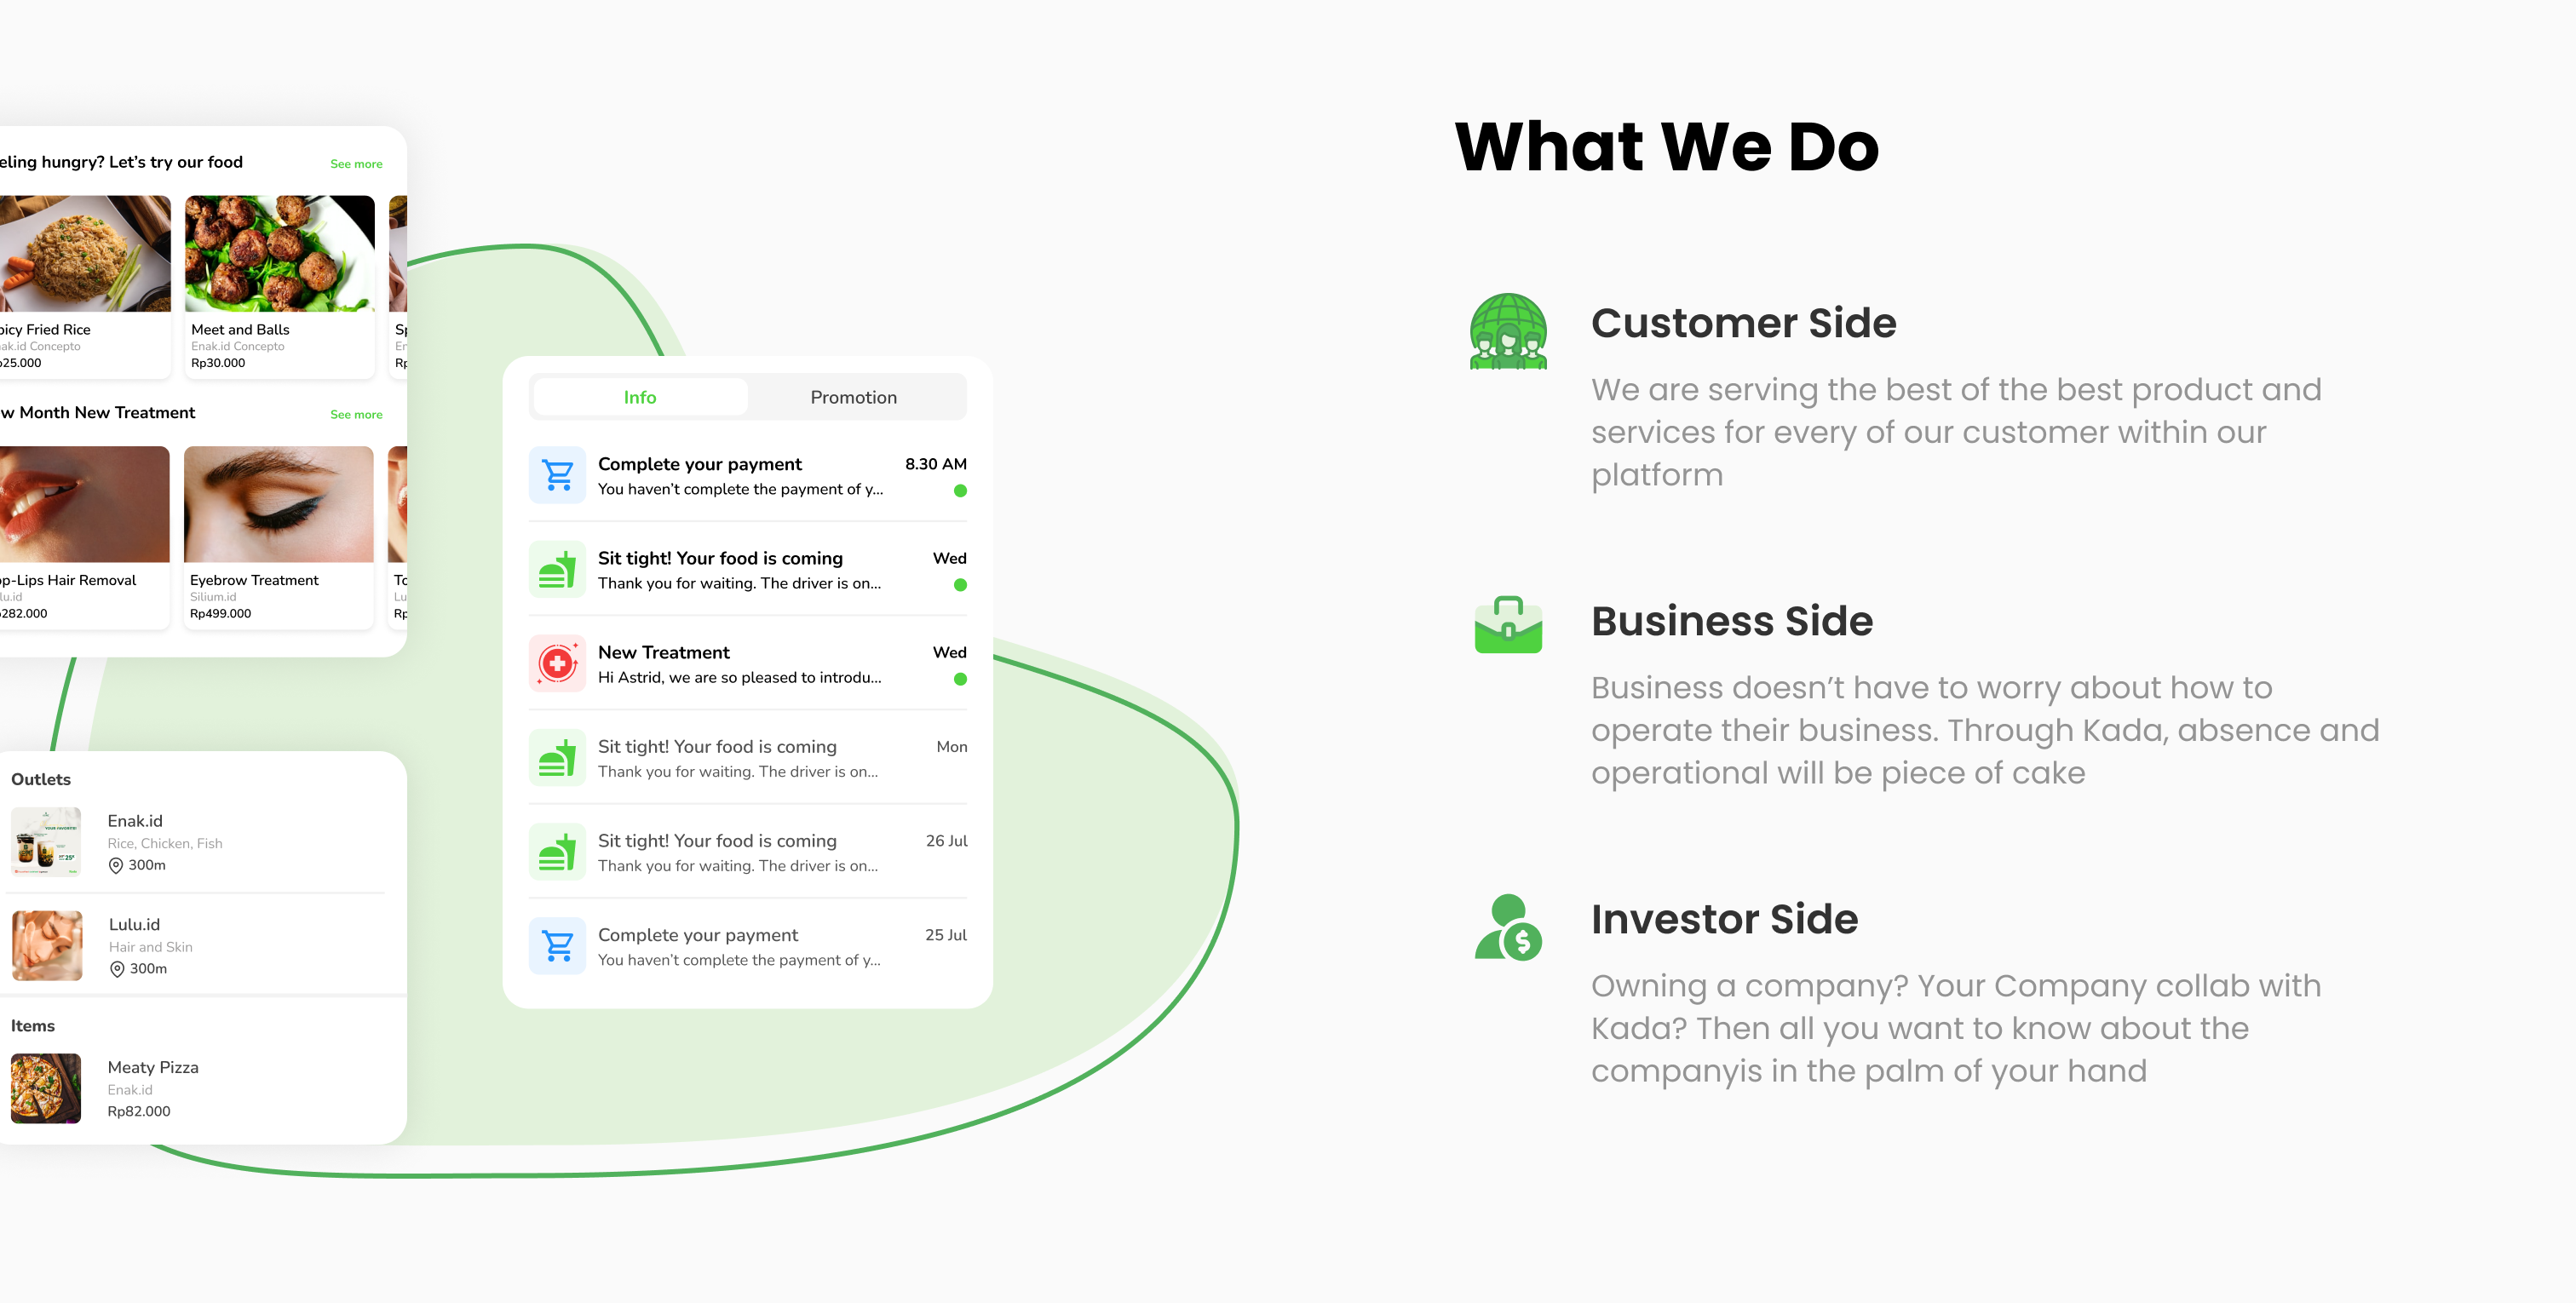 eling hungry? Let's try our food
See more
picy Fried Rice
Meet and Balls
Sp
ak.id Concepto
Enak.id Concepto
En
p25.000
Rp30.000
Rp
w Month New Treatment
See more
op-Lips Hair Removal
Eyebrow Treatment
To
lu.id
Silium.id
Lu
p282.000
Rp499.000
Rp
Outlets
Enak.id
Rice, Chicken, Fish
300m
Lulu.id
Hair and Skin
300m
Items
Meaty Pizza
Enak.id
Rp82.000
Info
Promotion
Complete your payment
8.30 AM
You haven't complete the payment of y...
Sit tight! Your food is coming
Wed
Thank you for waiting. The driver is on...
New Treatment
Wed
Hi Astrid, we are so pleased to introdu...
Sit tight! Your food is coming
Mon
Thank you for waiting. The driver is on...
Sit tight! Your food is coming
26 Jul
Thank you for waiting. The driver is on...
Complete your payment
25 Jul
You haven't complete the payment of y...
What We Do
Customer Side
We are serving the best of the best product and
services for every of our customer within our
platform
Business Side
Business doesn't have to worry about how to
operate their business. Through Kada, absence and
operational will be piece of cake
Investor Side
Owning a company? Your Company collab with
Kada? Then all you want to know about the
companyis in the palm of your hand